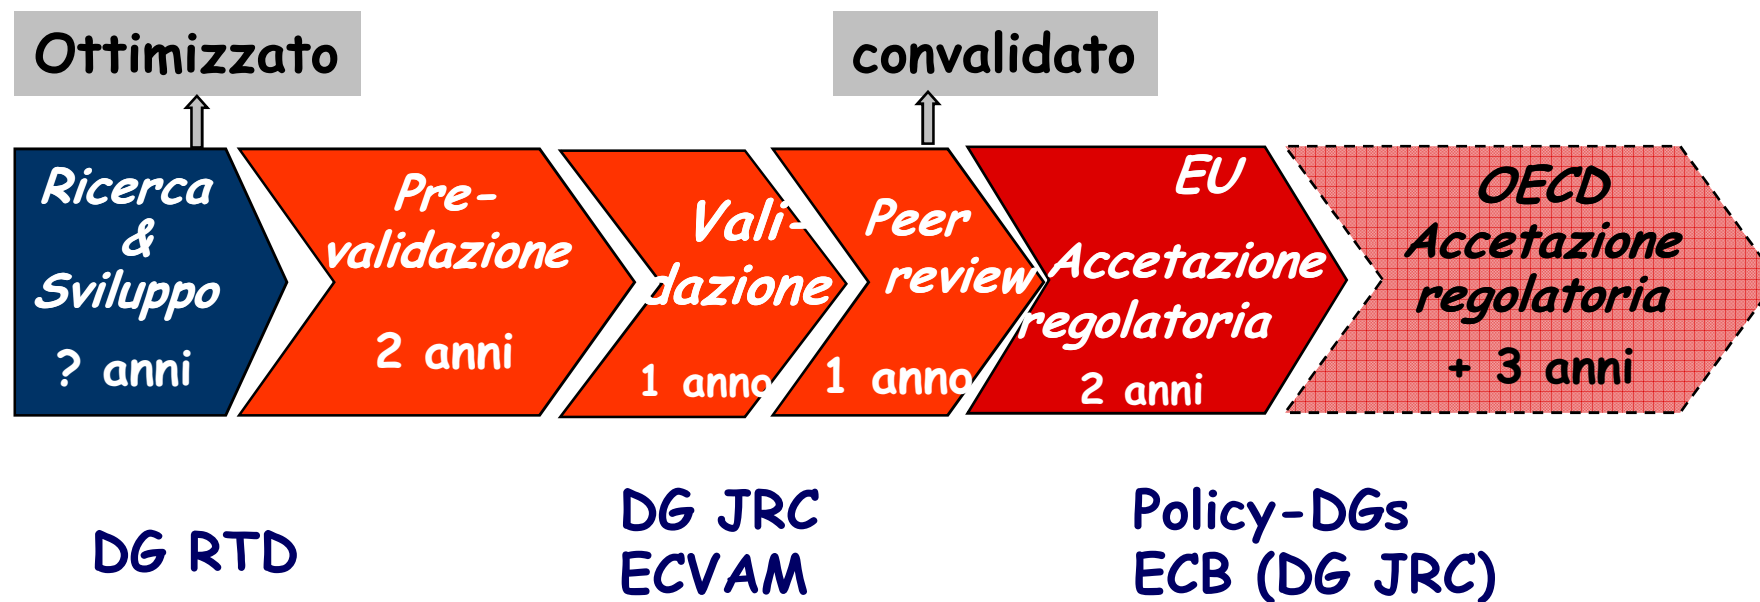 Ottimizzato
convalidato
Ricerca
&
Sviluppo
? anni
Pre-
validazione
2 anni
Vali-
dazione
1 anno
Peer
review
1 anno
EU
Accetazione
regolatoria
2 anni
OECD
Accetazione
regolatoria
+ 3 anni
DG RTD
DG JRC
ECVAM
Policy-DGs
ECB (DG JRC)